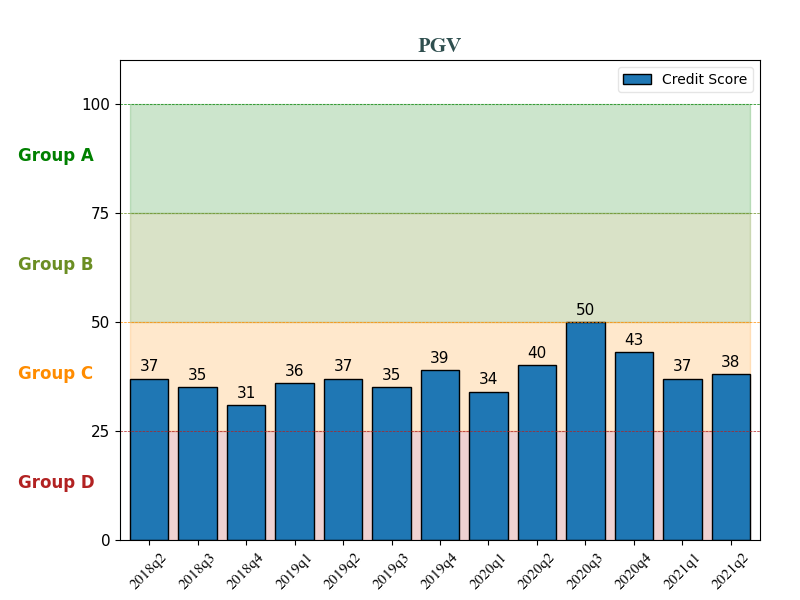 PGV
Credit Score
100
Group A
75
Group B
50
50
43
40
39
38
37
37
37
36
35
35
34
31
Group C
25
Group D
0
2018q2
2018q3
2018q4
2019q1
2019q2
2019q3
2019q4
2020q1
2020q2
2020q3
2020q4
2021q1
2021q2